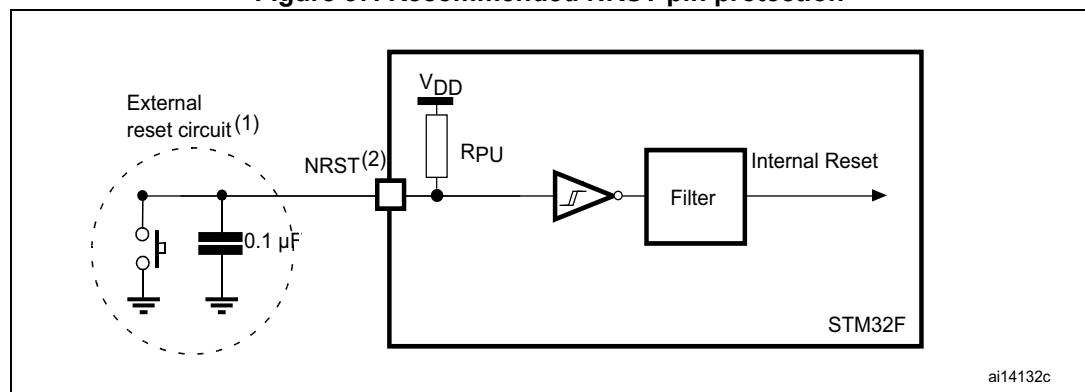 Figure 37. Recommended NRST pin protection
External
reset circuit(1)
VDD
RPU
NRST(2)
Internal Reset
Filter
0.1 µF
STM32F
ai14132c